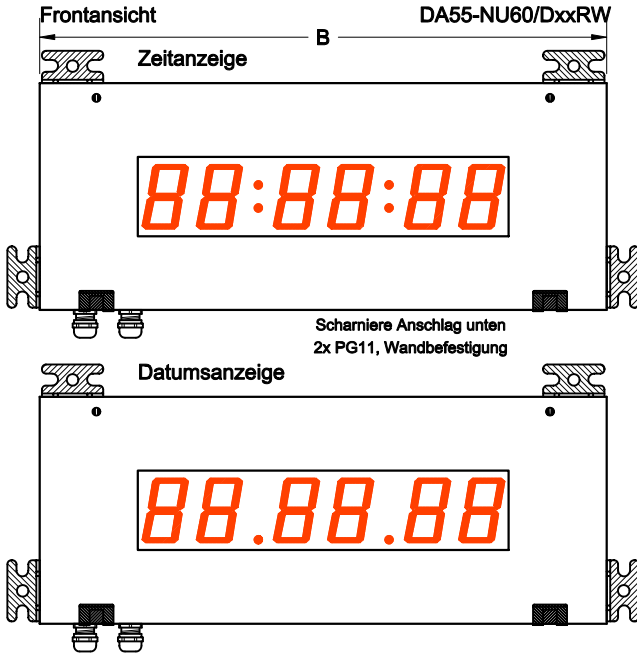 Frontansicht DA55-NU60/DxxRW
B
Zeitanzeige
88:88:88
Scharniere Anschlag unten
2x PG11, Wandbefestigung
Datumsanzeige
88.88.88